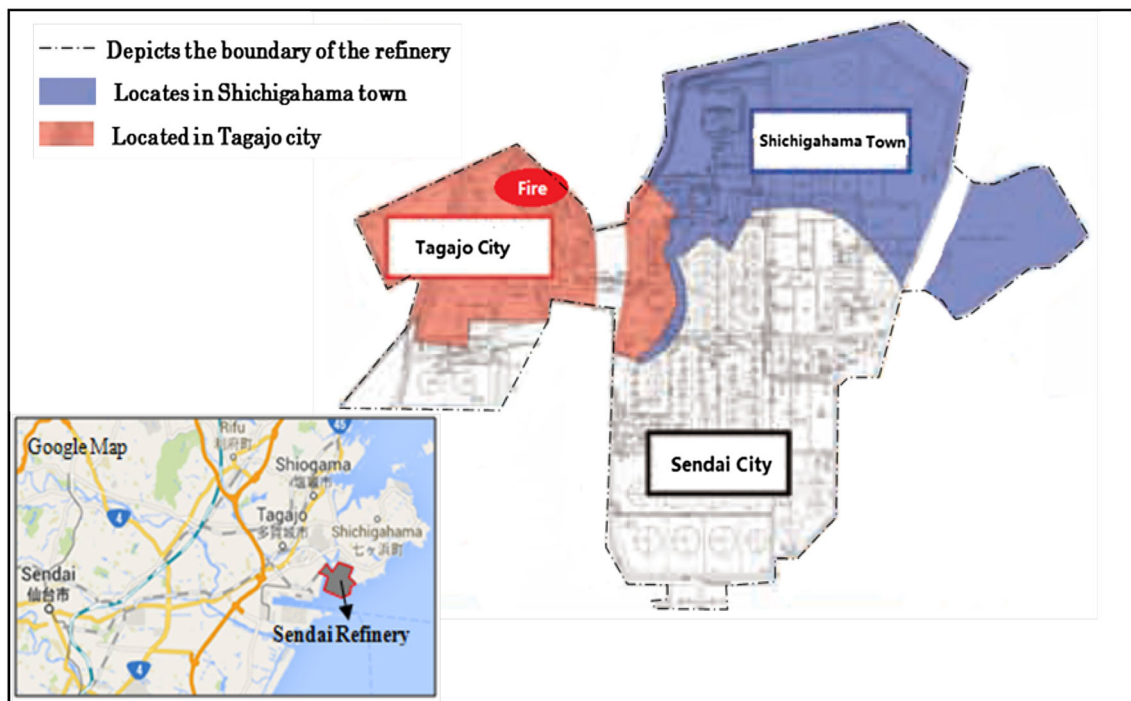 Depicts the boundary of the refinery
Locates in Shichigahama town
Located in Tagajo city
Shichigahama Town
Fire
Tagajo City
Sendai City
Google Map
Rifu
利府町
45
Shiogama
塩竈市
4
Tagajo
多賀城市
Shichigahama
七ヶ浜町
Sendai
仙台市
Sendai Refinery
4